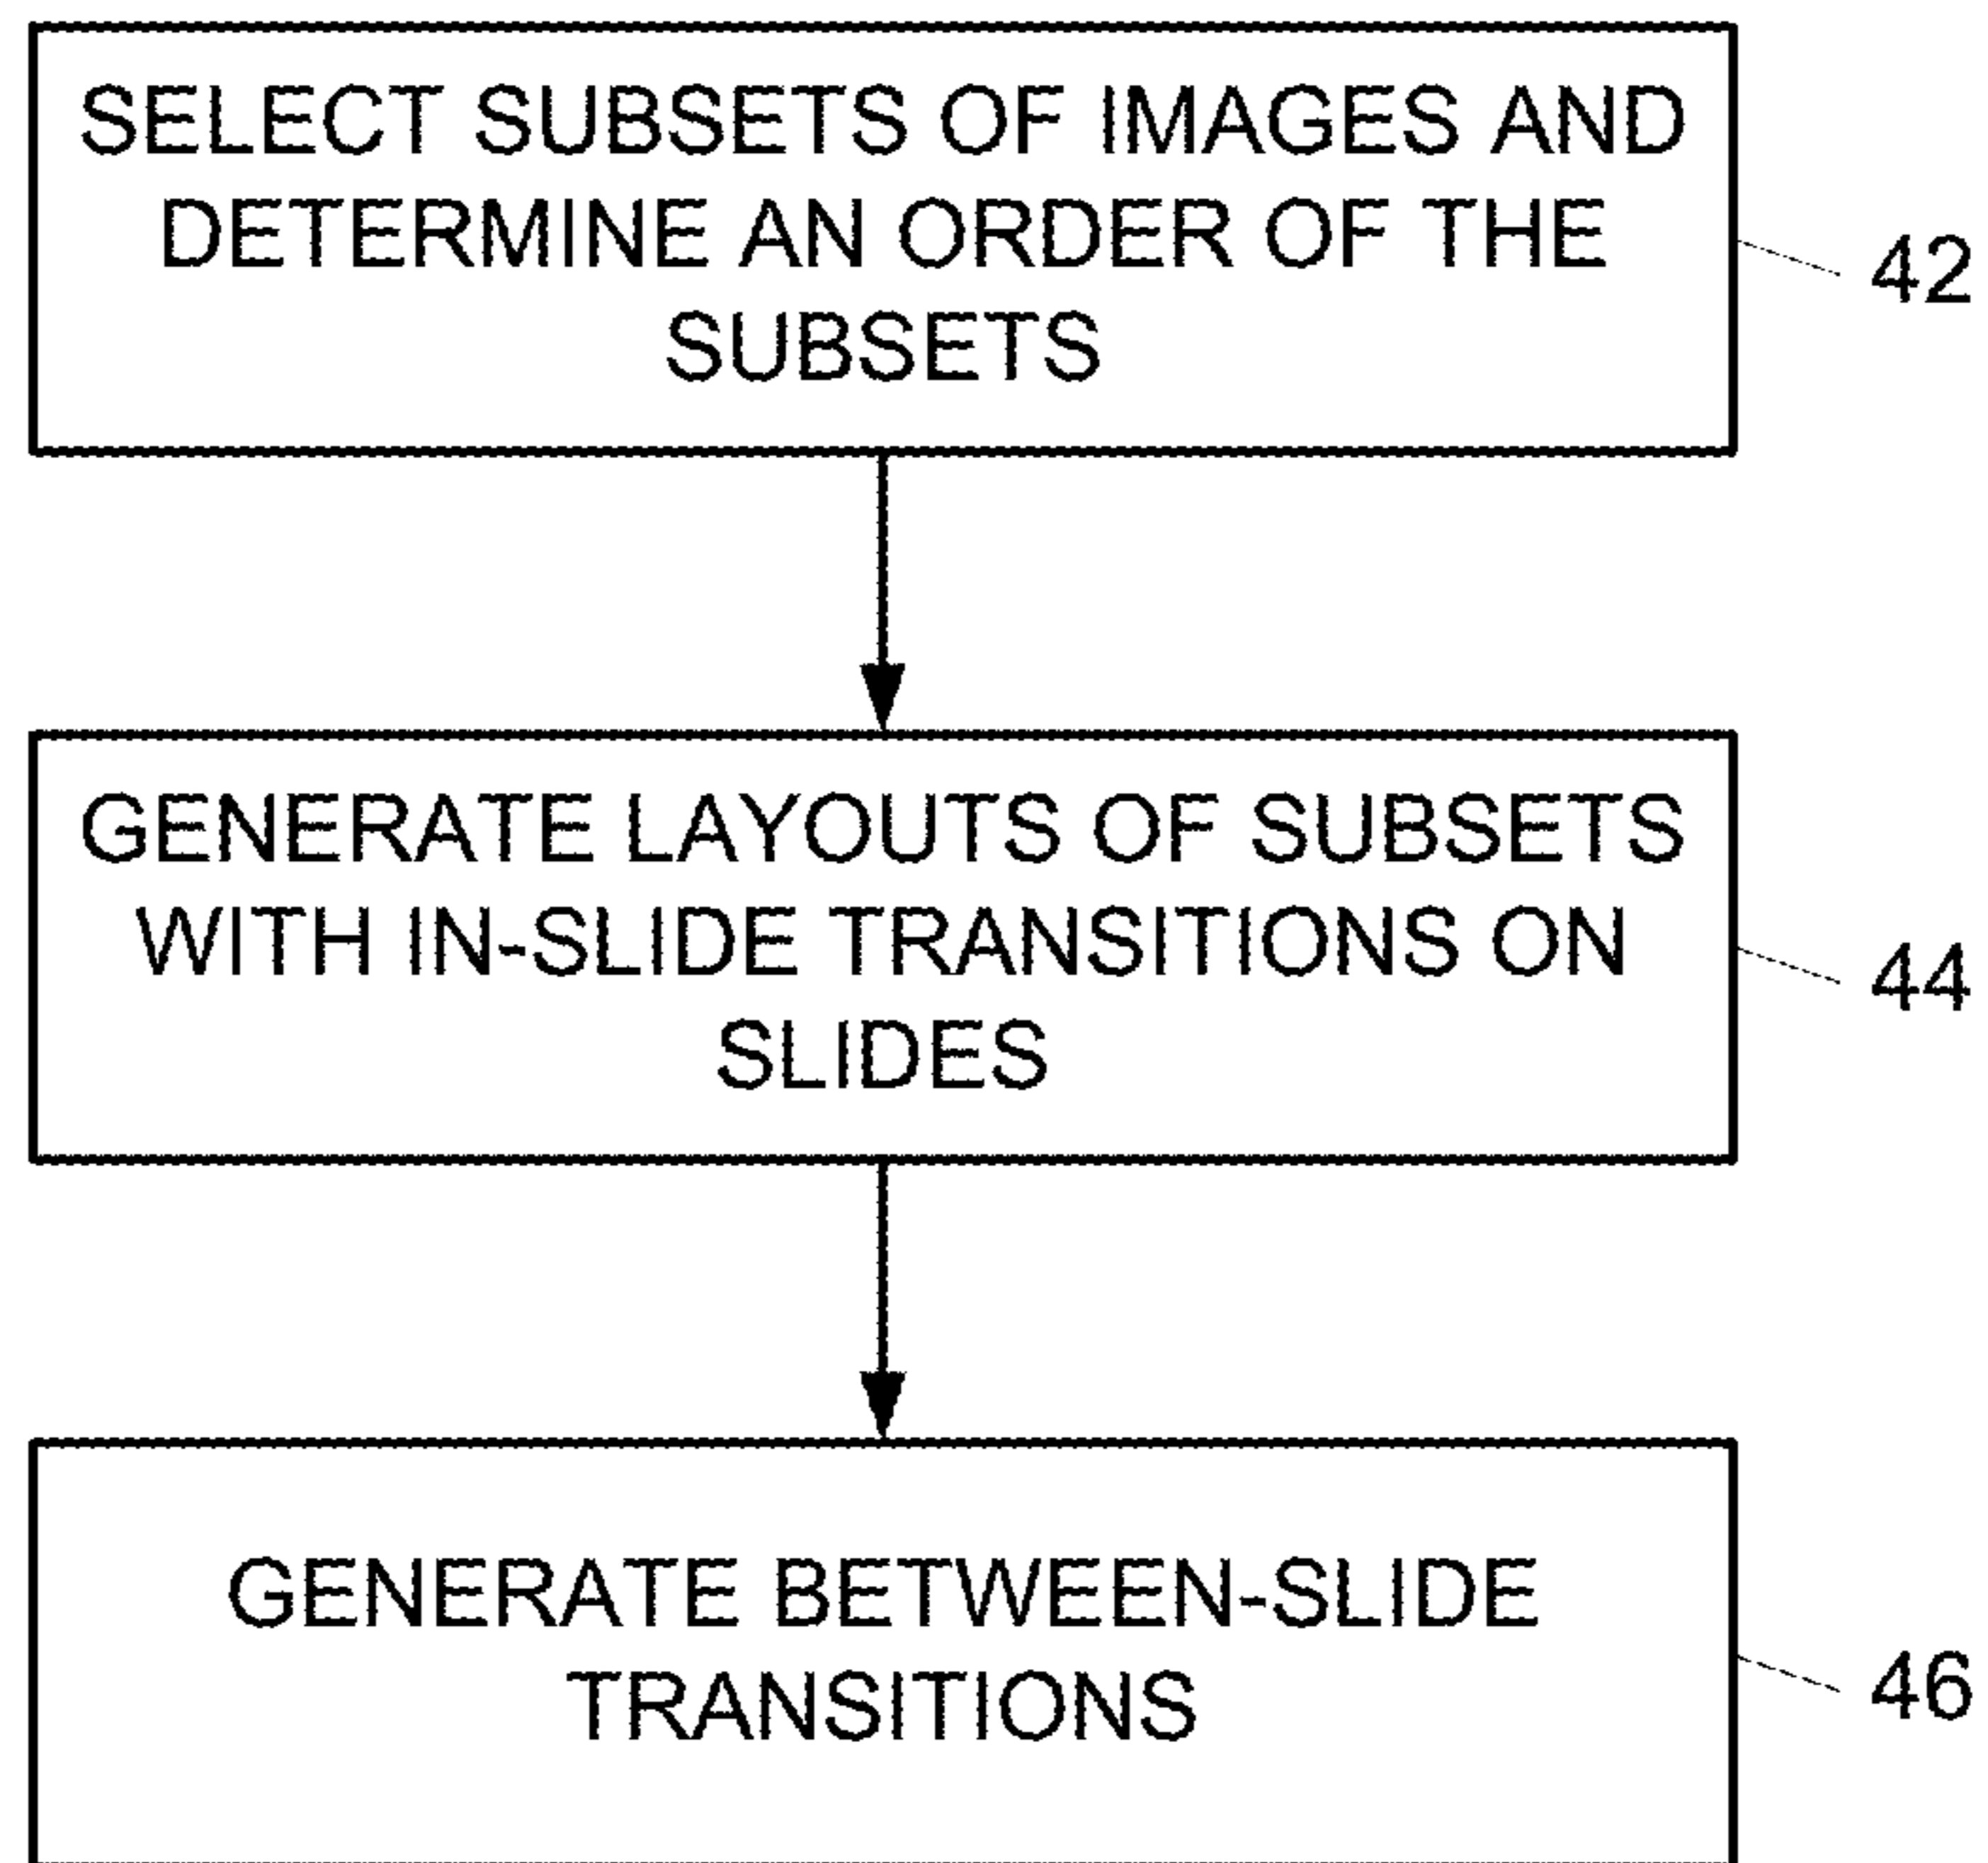 SELECT SUBSETS OF IMAGES AND
DETERMINE AN ORDER OF THE
SUBSETS
42
GENERATE LAYOUTS OF SUBSETS
WITH IN-SLIDE TRANSITIONS ON
SLIDES
44
GENERATE BETWEEN-SLIDE
TRANSITIONS
46